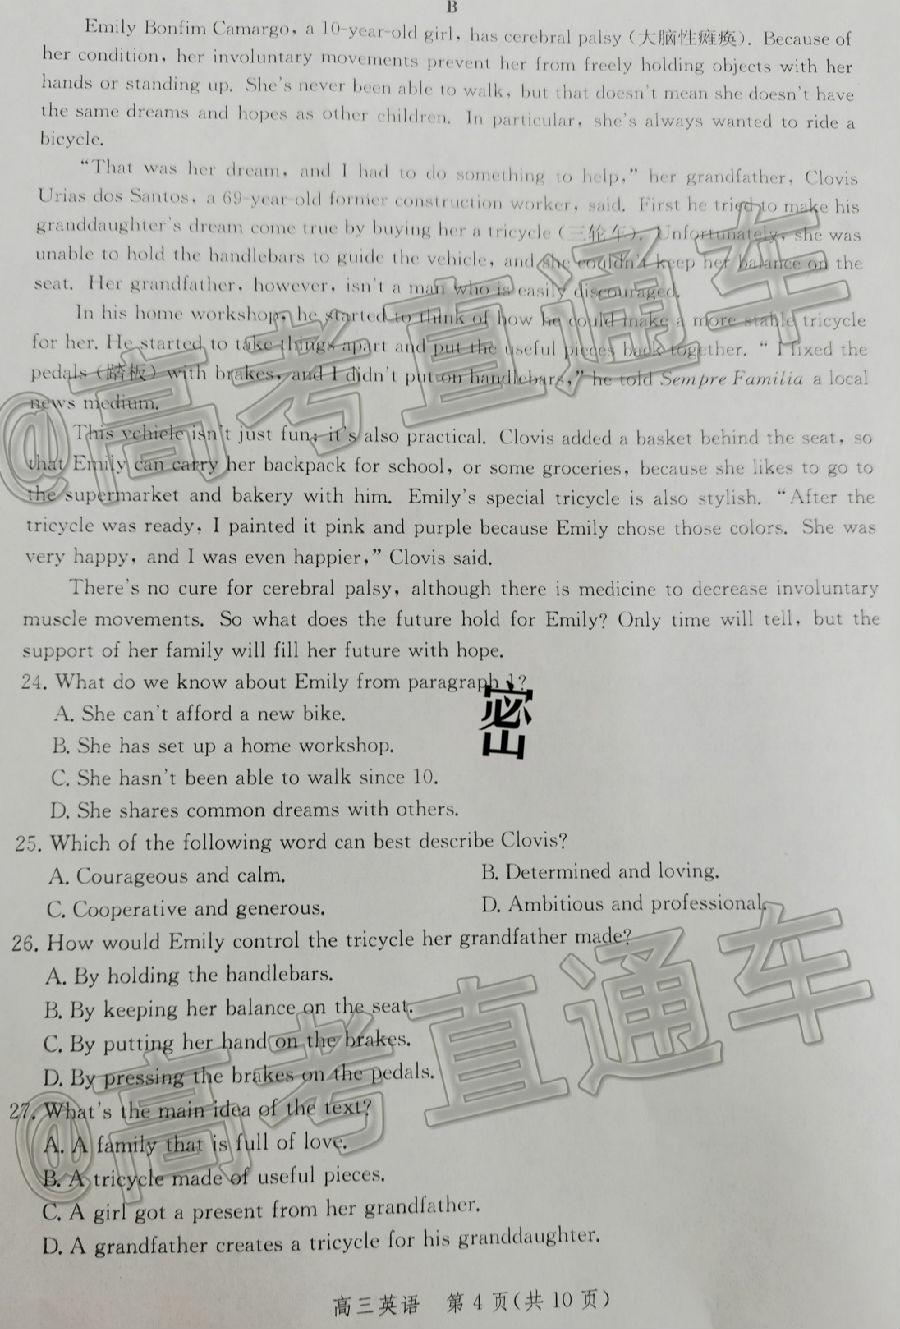 B
Emily Bonfim Camargo, a 10-year-old girl, has cerebral palsy (大脑性瘫痪). Because of
her condition, her involuntary movements prevent her from freely holding objects with her
hands or standing up. She's never been able to walk, but that doesn't mean she doesn't have
the same dreams and hopes as other children. In particular, she's always wanted to ride a
bicycle.
"That was her dream, and I had to do something to help," her grandfather, Clovis
Urias dos Santos, a 69-year-old former construction worker, said. First he tried to make his
granddaughter's dream come true by buying her a tricycle (三轮车). Unfortunately, she was
unable to hold the handlebars to guide the vehicle, and she couldn't keep her balance on the
seat. Her grandfather, however, isn't a man who is easily discouraged.
In his home workshop, he started to think of how he could make a more stable tricycle
for her. He started to take things apart and put the useful pieces back together. "I fixed the
pedals (踏板) with brakes, and I didn't put on handlebars," he told Sempre Familia a local
news medium.
This vehicle isn't just fun; it's also practical. Clovis added a basket behind the seat, so
that Emily can carry her backpack for school, or some groceries, because she likes to go to
the supermarket and bakery with him. Emily's special tricycle is also stylish. "After the
tricycle was ready, I painted it pink and purple because Emily chose those colors. She was
very happy, and I was even happier," Clovis said.
There's no cure for cerebral palsy, although there is medicine to decrease involuntary
muscle movements. So what does the future hold for Emily? Only time will tell, but the
support of her family will fill her future with hope.
24. What do we know about Emily from paragraph 1?
A. She can't afford a new bike.
B. She has set up a home workshop.
C. She hasn't been able to walk since 10.
D. She shares common dreams with others.
密
25. Which of the following word can best describe Clovis?
A. Courageous and calm.
B. Determined and loving.
C. Cooperative and generous.
D. Ambitious and professional.
26. How would Emily control the tricycle her grandfather made?
A. By holding the handlebars.
B. By keeping her balance on the seat.
C. By putting her hand on the brakes.
D. By pressing the brakes on the pedals.
27. What's the main idea of the text?
A. A family that is full of love.
B. A tricycle made of useful pieces.
C. A girl got a present from her grandfather.
D. A grandfather creates a tricycle for his granddaughter.
高三英语 第4页(共10页)
@高考直通车
@高考直通车